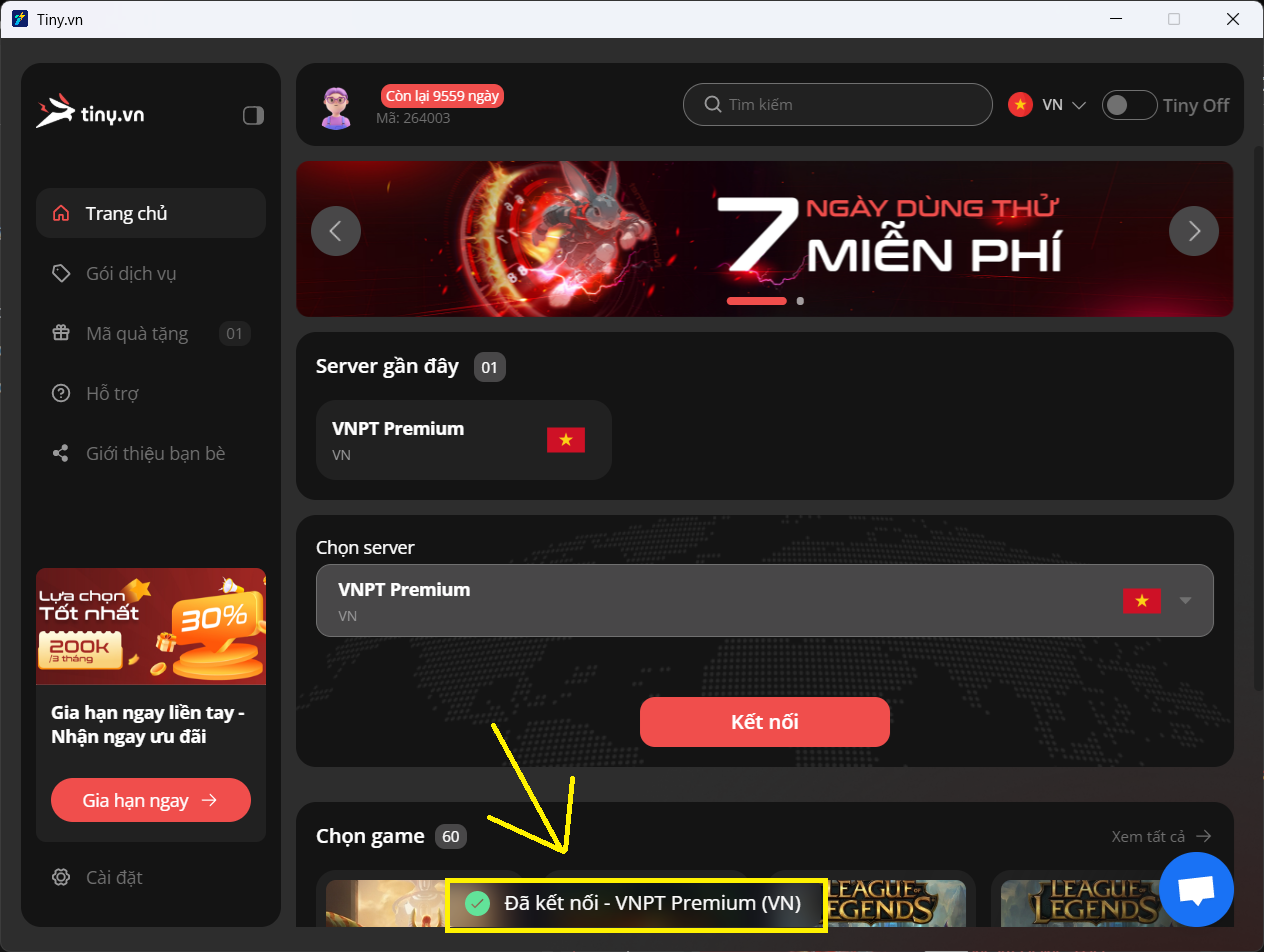 Tiny.vn
tiny.vn
Trang chủ
Gói dịch vụ
Mã quà tặng 01
Hỗ trợ
Giới thiệu bạn bè
Lựa chọn
Tốt nhất
200k
/3 tháng
30%
Gia hạn ngay liền tay -
Nhận ngay ưu đãi
Gia hạn ngay
Cài đặt
Còn lại 9559 ngày
Mã: 264003
Tìm kiếm
VN
Tiny Off
7 NGÀY DÙNG THỬ
MIỄN PHÍ
Server gần đây 01
VNPT Premium
VN
Chọn server
VNPT Premium
VN
Kết nối
Chọn game 60
Xem tất cả
LEAGUE OF
LEGENDS
LEAGUE OF
LEGENDS
Đã kết nối - VNPT Premium (VN)